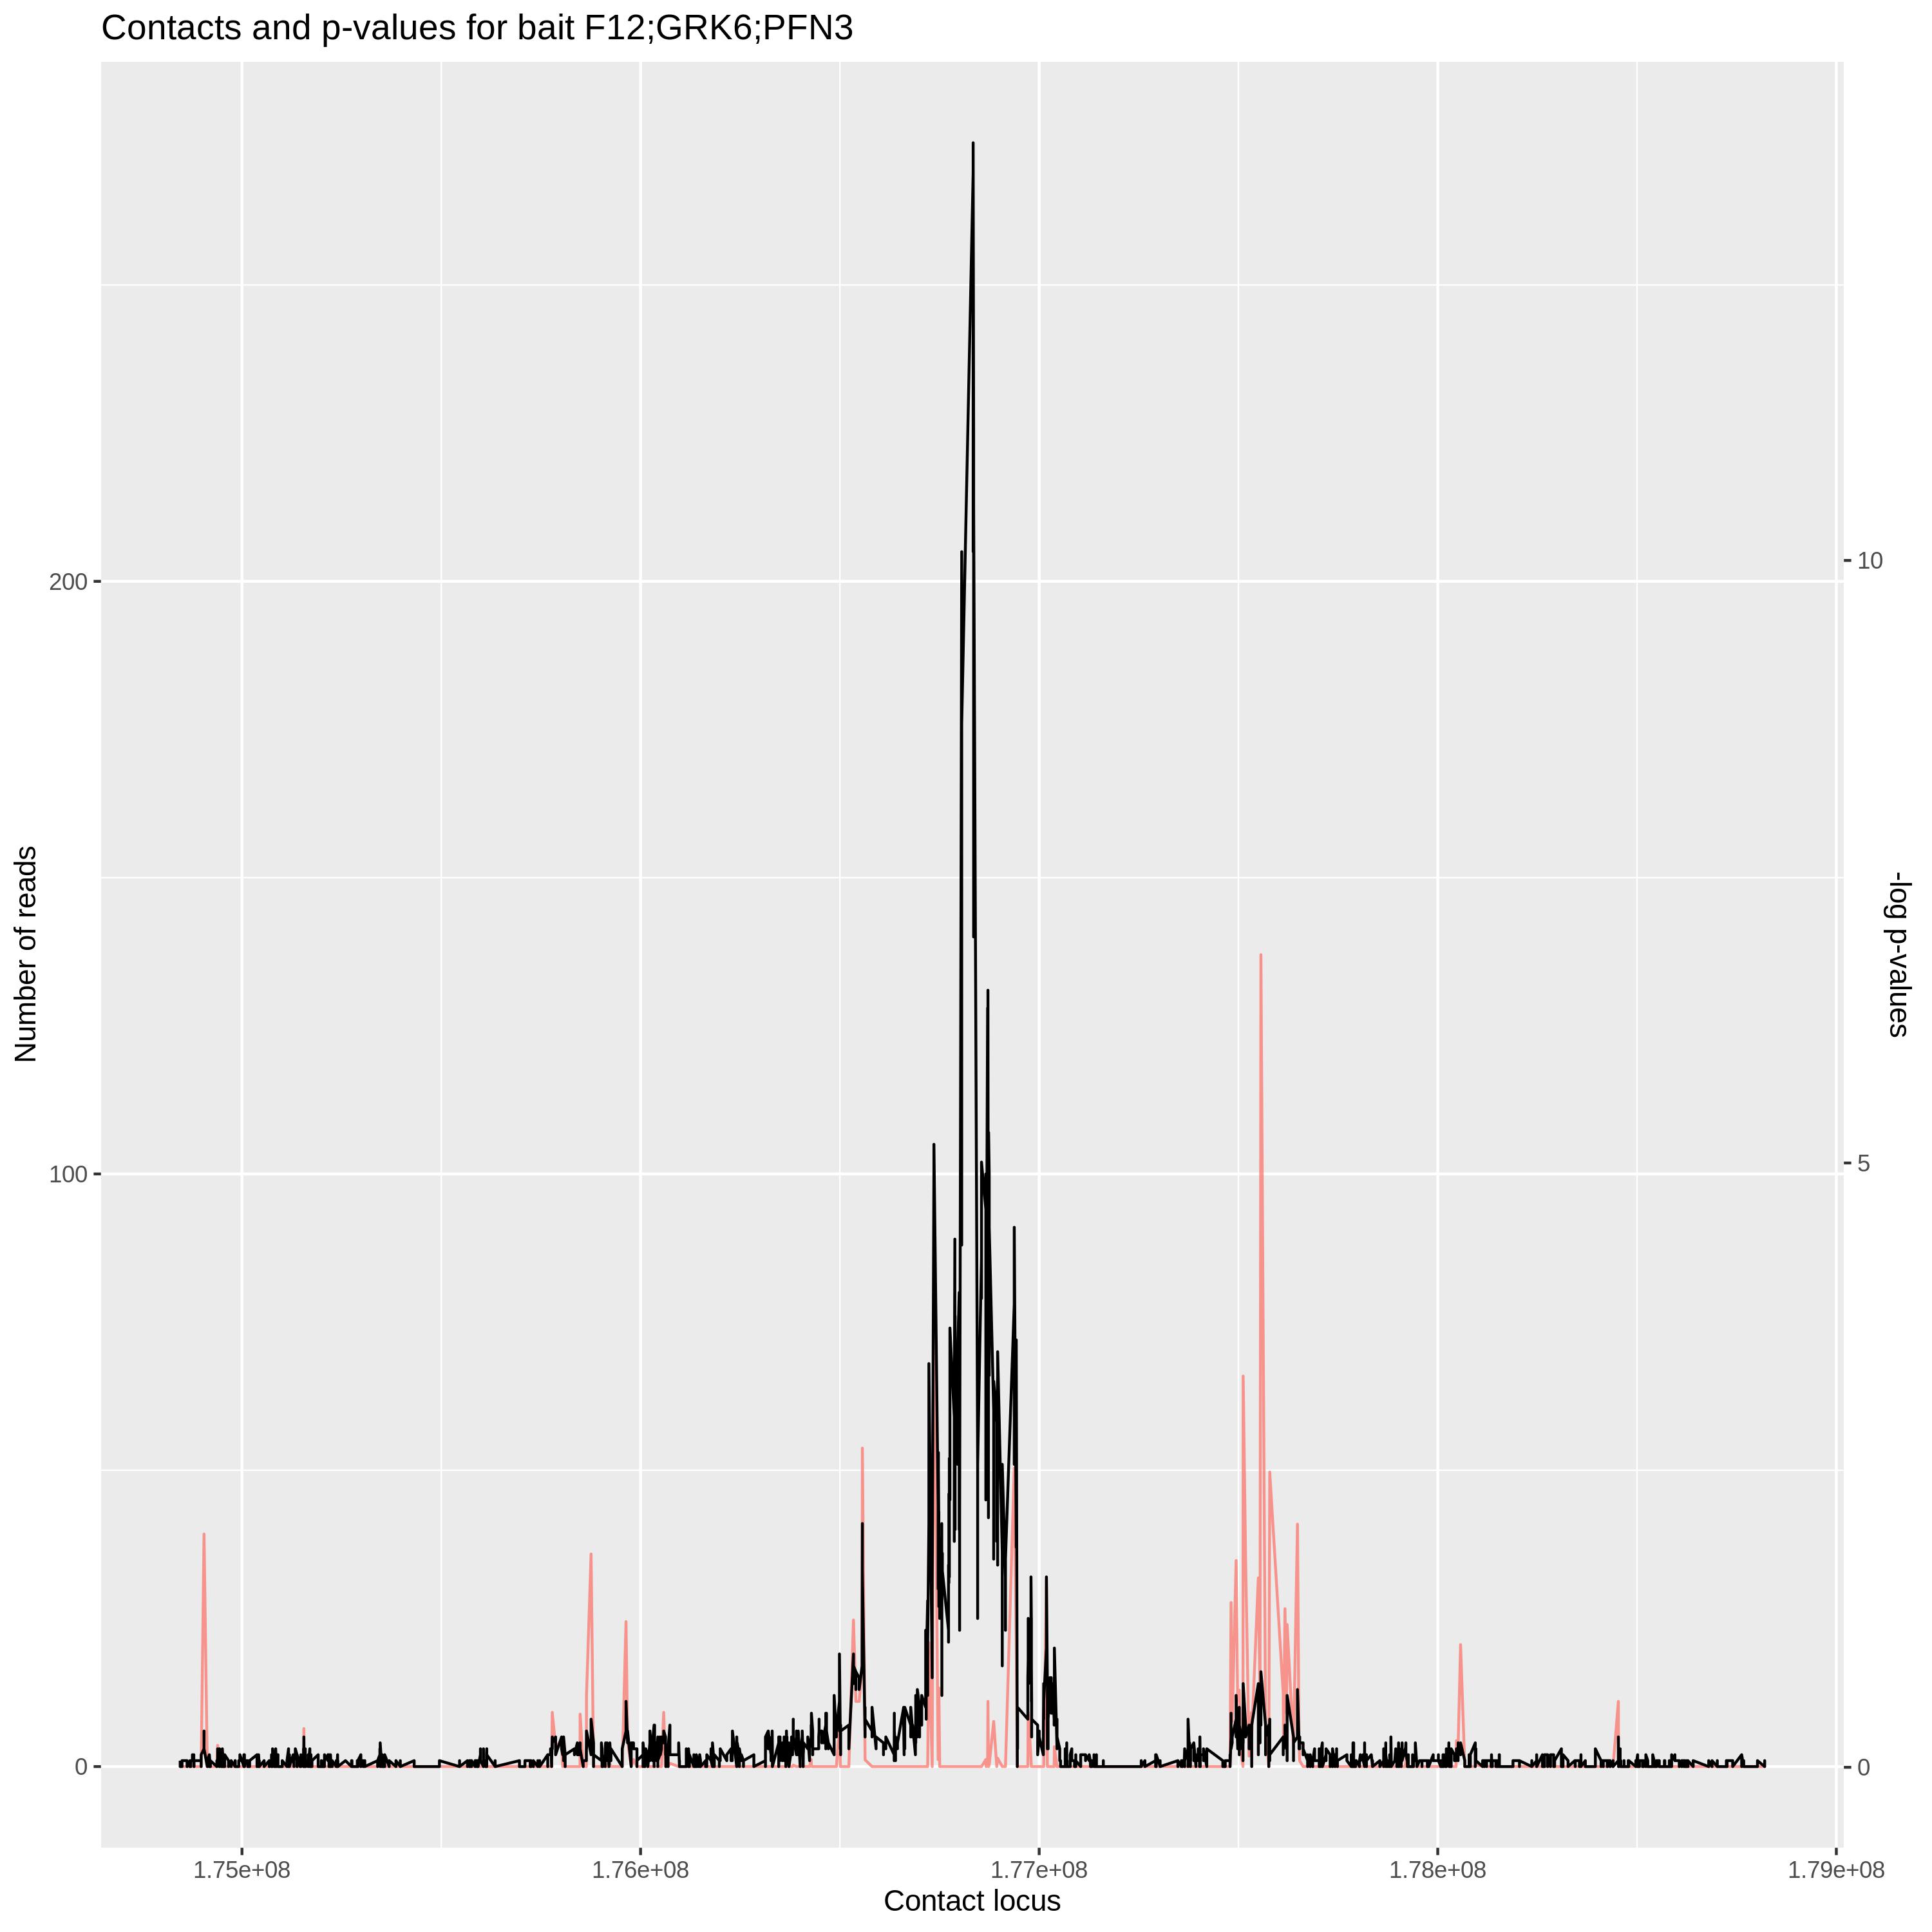 Contacts and p-values for bait F12;GRK6;PFN3
Number of reads
200
100
0
10
5
0
-log p-values
1.75e+08
1.76e+08
1.77e+08
1.78e+08
1.79e+08
Contact locus